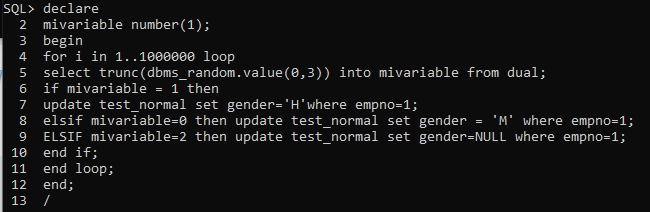 SQL> declare
2 mivariable number(1);
3 begin
4 for i in 1..1000000 loop
5 select trunc(dbms_random.value(0,3)) into mivariable from dual;
6 if mivariable = 1 then
7 update test_normal set gender='H'where empno=1;
8 elsif mivariable=0 then update test_normal set gender = 'M' where empno=1;
9 ELSIF mivariable=2 then update test_normal set gender=NULL where empno=1;
10 end if;
11 end loop;
12 end;
13 /